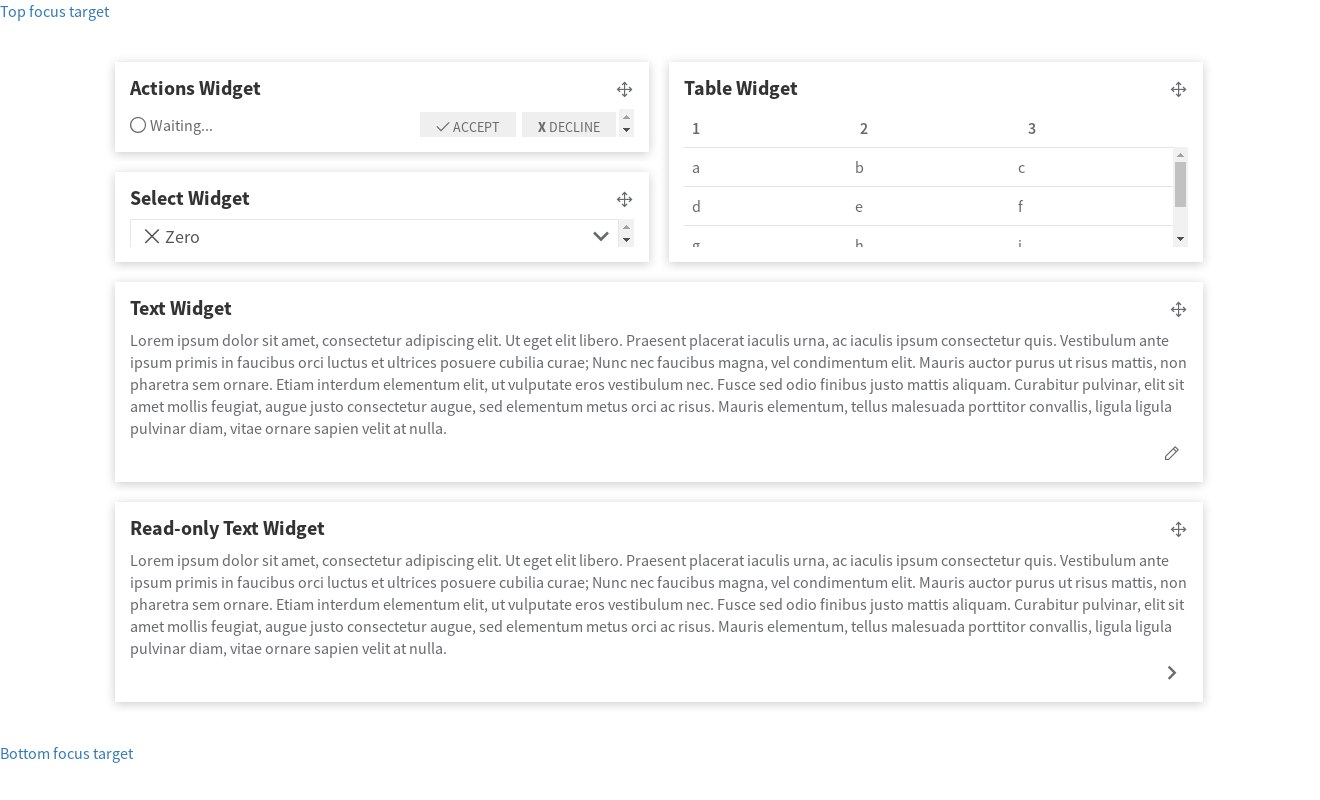 Top focus target
Actions Widget
Waiting...
ACCEPT
X DECLINE
Table Widget
1 2 3
a b c
d e f
g h i
Select Widget
Zero
Text Widget
Lorem ipsum dolor sit amet, consectetur adipiscing elit. Ut eget elit libero. Praesent placerat iaculis urna, ac iaculis ipsum consectetur quis. Vestibulum ante
ipsum primis in faucibus orci luctus et ultrices posuere cubilia curae; Nunc nec faucibus magna, vel condimentum elit. Mauris auctor purus ut risus mattis, non
pharetra sem ornare. Etiam interdum elementum elit, ut vulputate eros vestibulum nec. Fusce sed odio finibus justo mattis aliquam. Curabitur pulvinar, elit sit
amet mollis feugiat, augue justo consectetur augue, sed elementum metus orci ac risus. Mauris elementum, tellus malesuada porttitor convallis, ligula ligula
pulvinar diam, vitae ornare sapien velit at nulla.
Read-only Text Widget
Lorem ipsum dolor sit amet, consectetur adipiscing elit. Ut eget elit libero. Praesent placerat iaculis urna, ac iaculis ipsum consectetur quis. Vestibulum ante
ipsum primis in faucibus orci luctus et ultrices posuere cubilia curae; Nunc nec faucibus magna, vel condimentum elit. Mauris auctor purus ut risus mattis, non
pharetra sem ornare. Etiam interdum elementum elit, ut vulputate eros vestibulum nec. Fusce sed odio finibus justo mattis aliquam. Curabitur pulvinar, elit sit
amet mollis feugiat, augue justo consectetur augue, sed elementum metus orci ac risus. Mauris elementum, tellus malesuada porttitor convallis, ligula ligula
pulvinar diam, vitae ornare sapien velit at nulla.
Bottom focus target